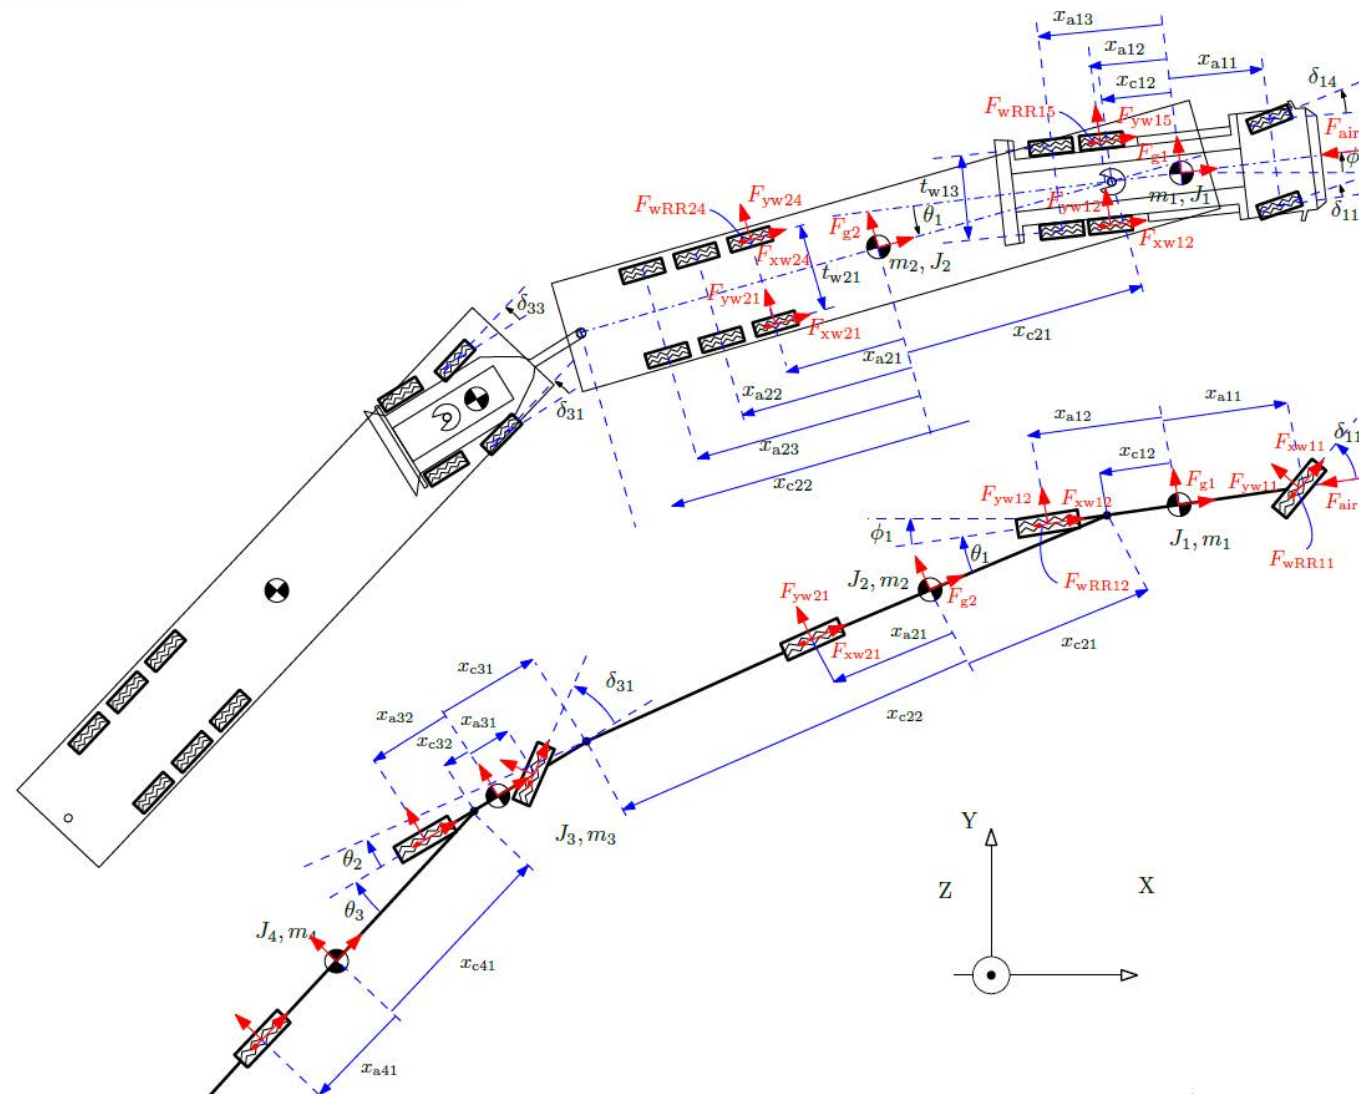 x_a13
x_a12
x_a11
x_c12
δ_14
F_wRR15
F_yw15
F_air
F_g1
ϕ
t_w13
F_yw24
F_wRR24
F_yw12
m_1, J_1
θ_1
δ_11
F_g2
F_xw12
F_xw24
m_2, J_2
t_w21
F_yw21
δ_33
F_xw21
x_c21
x_a21
δ_31
x_a22
x_a23
x_c22
x_a12
x_a11
δ_11
x_c12
F_xw11
F_g1
F_yw11
F_yw12
F_xw12
F_air
ϕ_1
θ_1
J_1, m_1
F_wRR11
J_2, m_2
F_wRR12
F_g2
F_yw21
x_a21
x_c21
F_xw21
x_c31
δ_31
x_c22
x_a32
x_a31
x_c32
J_3, m_3
Y
θ_2
Z
X
θ_3
J_4, m_4
x_c41
x_a41